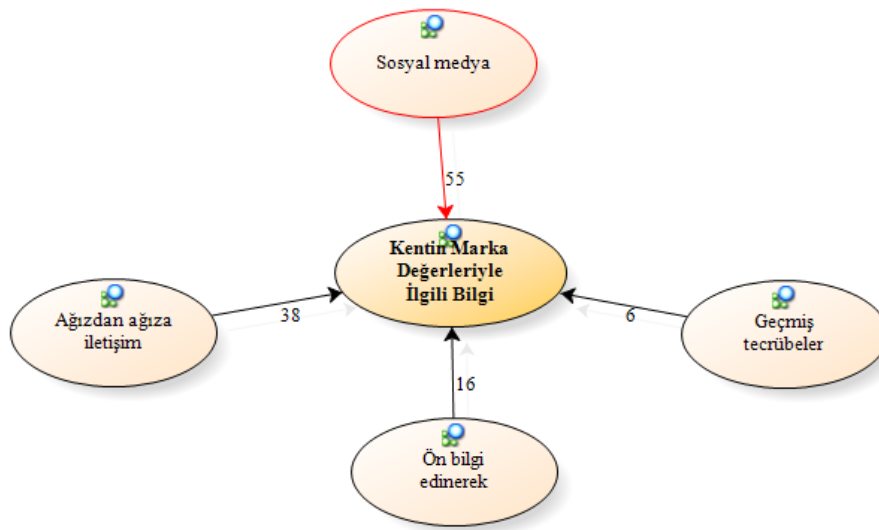 Sosyal medya
55
Kentin Marka
Değerleriyle
İlgili Bilgi
Ağızdan ağıza
iletişim
38
6
Geçmiş
tecrübeler
16
Ön bilgi
edinerek